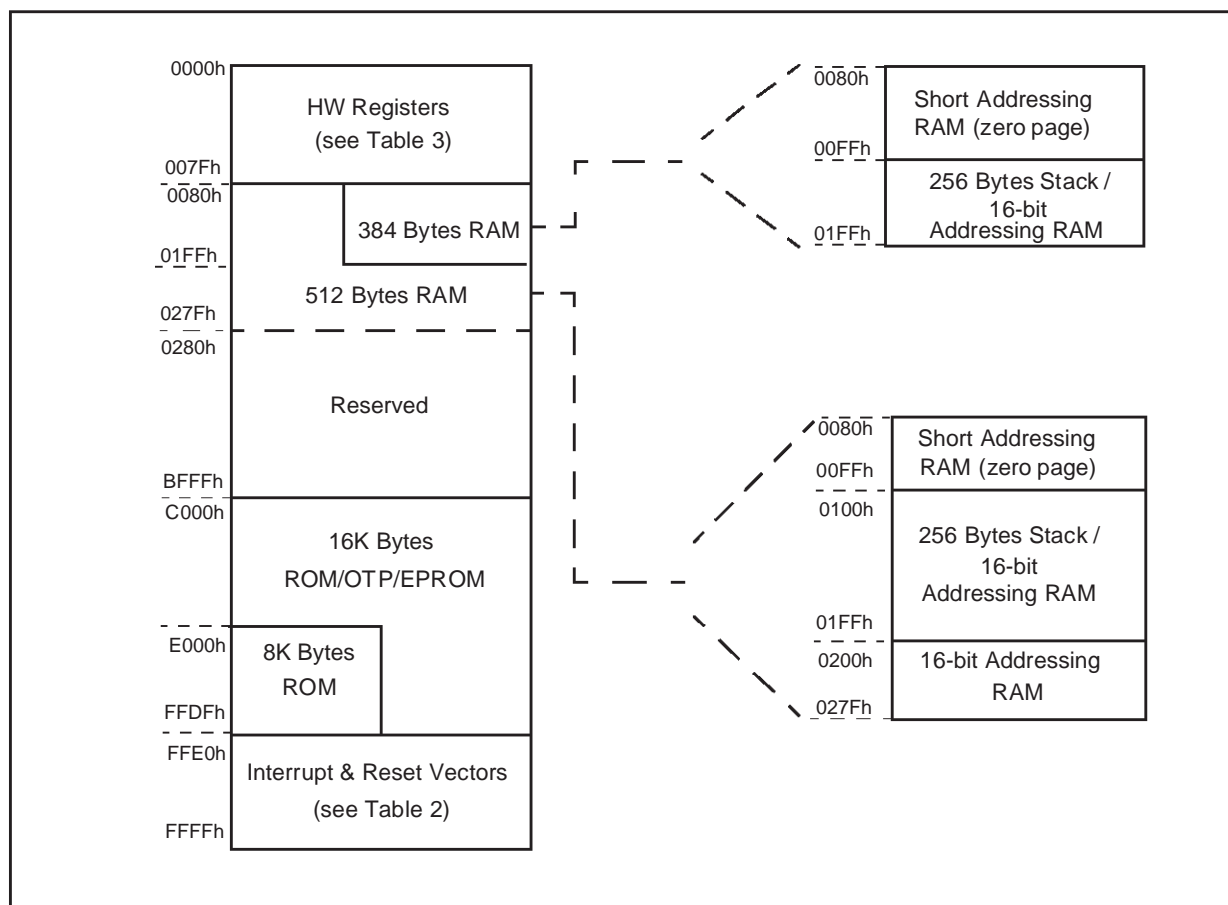 0000h
HW Registers
(see Table 3)
007Fh
0080h
384 Bytes RAM
01FFh
512 Bytes RAM
027Fh
0280h
Reserved
BFFFh
C000h
16K Bytes
ROM/OTP/EPROM
E000h
8K Bytes
ROM
FFDFh
FFE0h
Interrupt & Reset Vectors
(see Table 2)
FFFFh
0080h
Short Addressing
RAM (zero page)
00FFh
256 Bytes Stack /
16-bit
Addressing RAM
01FFh
0080h
Short Addressing
RAM (zero page)
00FFh
0100h
256 Bytes Stack /
16-bit
Addressing RAM
01FFh
0200h
16-bit Addressing
RAM
027Fh